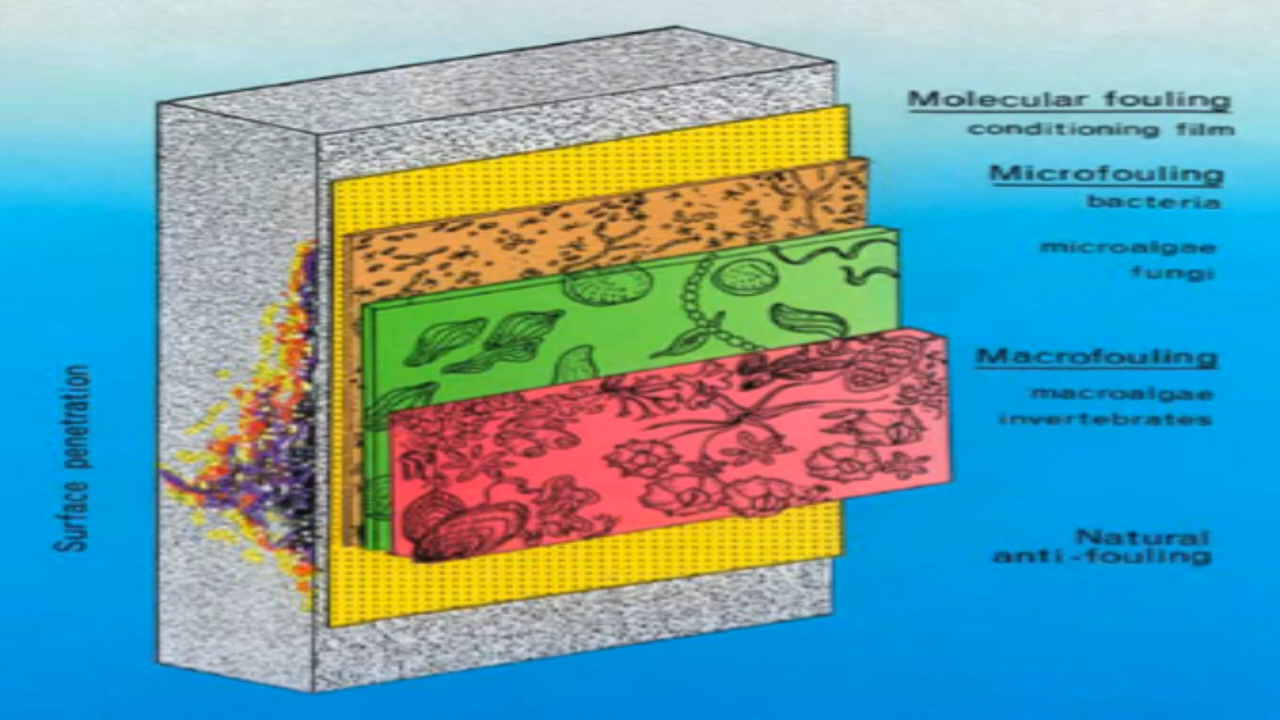 Molecular fouling
conditioning film
Microfouling
bacteria
microalgae
fungi
Macrofouling
macroalgae
invertebrates
Natural
anti-fouling
Surface penetration